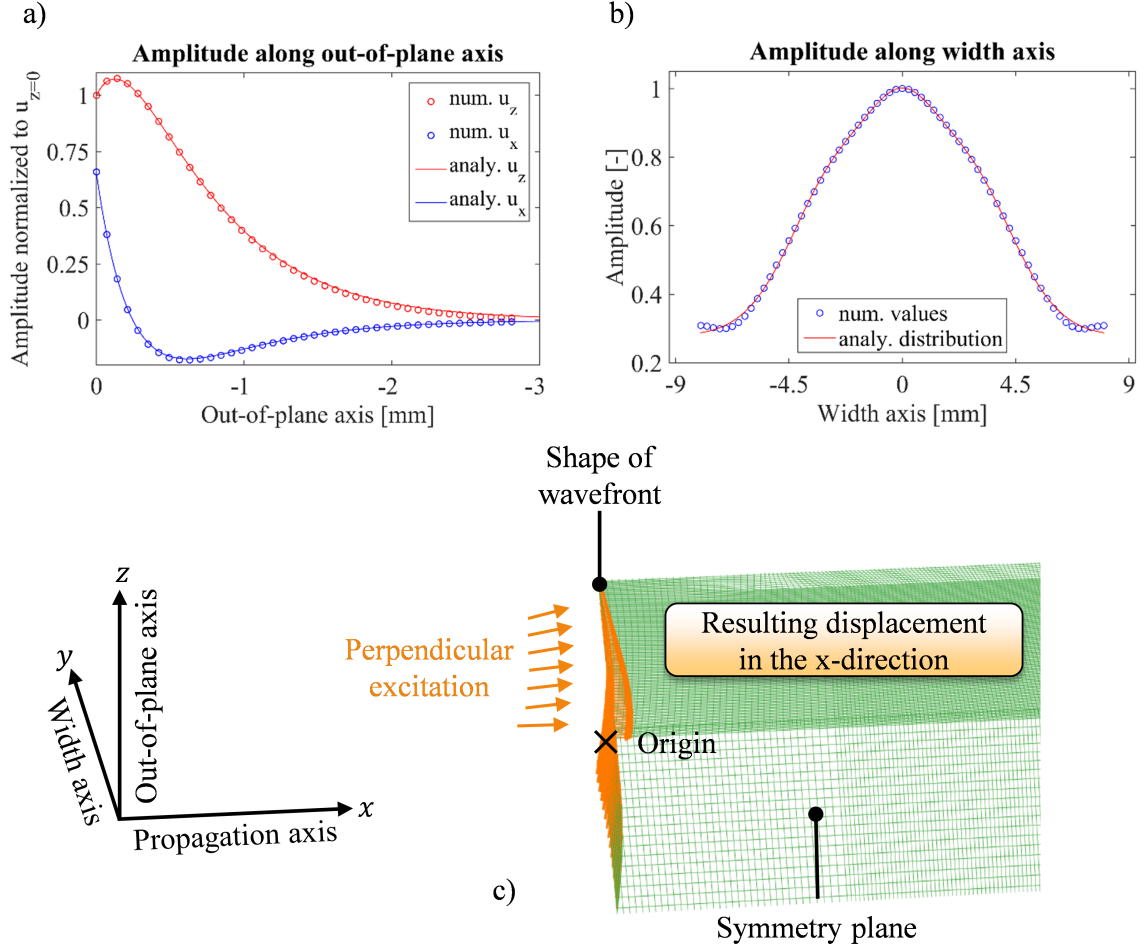 a)
Amplitude along out-of-plane axis
Amplitude normalized to u_{z=0}
1
0.75
0.5
0.25
0
0
-1
-2
-3
Out-of-plane axis [mm]
num. u_z
num. u_x
analy. u_z
analy. u_x
b)
Amplitude along width axis
Amplitude [-]
1
0.8
0.6
0.4
0.2
-9
-4.5
0
4.5
9
Width axis [mm]
num. values
analy. distribution
Shape of
wavefront
z
Out-of-plane axis
y
Width axis
x
Propagation axis
Perpendicular
excitation
Resulting displacement
in the x-direction
Origin
c)
Symmetry plane